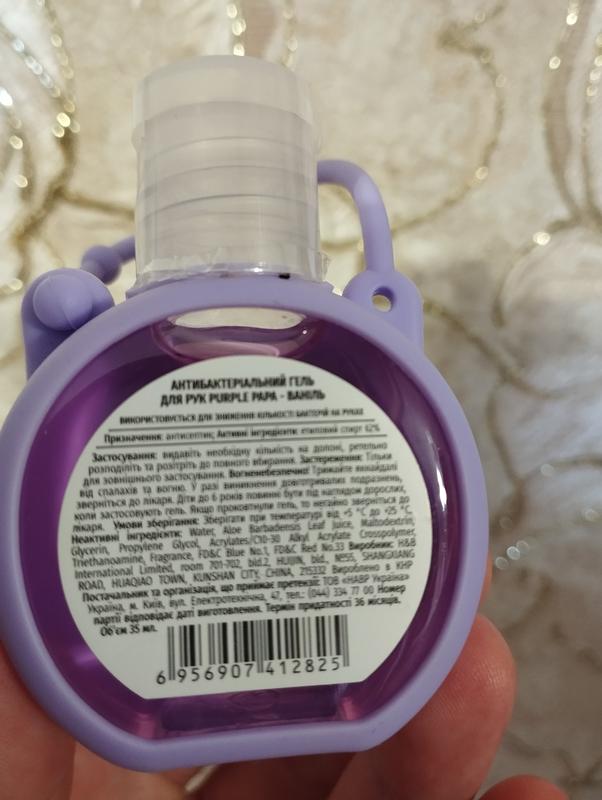 АНТИБАКТЕРІАЛЬНИЙ ГЕЛЬ
ДЛЯ РУК PURPLE PAPA - ВАНІЛЬ
ВИКОРИСТОВУЄТЬСЯ ДЛЯ ЗНИЖЕННЯ КІЛЬКОСТІ БАКТЕРІЙ НА РУКАХ
Призначення: антисептик; Активні інгредієнти: етиловий спирт 62%
Застосування: видавіть необхідну кількість на долоні, ретельно
розподіліть та розітріть до повного вбирання. Застереження: Тільки
для зовнішнього застосування. Вогненебезпечно! Тримайте якнайдалі
від спалахів та вогню. У разі виникнення довготривалих подразнень,
зверніться до лікаря. Діти до 6 років повинні бути під наглядом дорослих,
коли застосовують гель. Якщо проковтнули гель, то негайно зверніться до
лікаря. Умови зберігання: Зберігати при температурі від +5 °С до +25 °С.
Неактивні інгредієнти: Water, Aloe Barbadensis Leaf Juice, Maltodextrin,
Glycerin, Propylene Glycol, Acrylates/C10-30 Alkyl Acrylate Crosspolymer,
Triethanoamine, Fragrance, FD&C Blue No.1, FD&C Red No.33 Виробник: H&B
International Limited, room 701-702, bld.2, HUIJIN, bld., №555, SHANGXIANG
ROAD, HUAQIAO TOWN, KUNSHAN CITY, CHINA, 215332 Вироблено в КНР
Постачальник та організація, що приймає претензії: ТОВ «НАВР Україна»
Україна, м. Київ, вул. Електротехнічна, 47, тел.: (044) 334 77 00 Номер
партії відповідає даті виготовлення. Термін придатності 36 місяців.
Об'єм 35 мл.
6 956907 412825